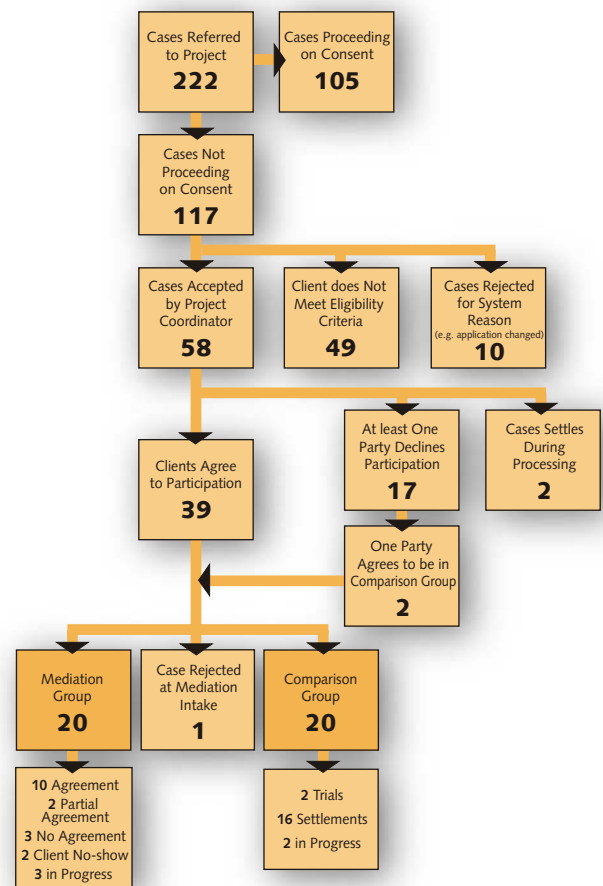 Cases Referred
to Project
222
Cases Proceeding
on Consent
105
Cases Not
Proceeding
on Consent
117
Cases Accepted
by Project
Coordinator
58
Client does Not
Meet Eligibility
Criteria
49
Cases Rejected
for System
Reason
(e.g. application changed)
10
Clients Agree
to Participation
39
At least One
Party Declines
Participation
17
Cases Settles
During
Processing
2
One Party
Agrees to be in
Comparison Group
2
Mediation
Group
20
Case Rejected
at Mediation
Intake
1
Comparison
Group
20
10 Agreement
2 Partial
Agreement
3 No Agreement
2 Client No-show
3 in Progress
2 Trials
16 Settlements
2 in Progress